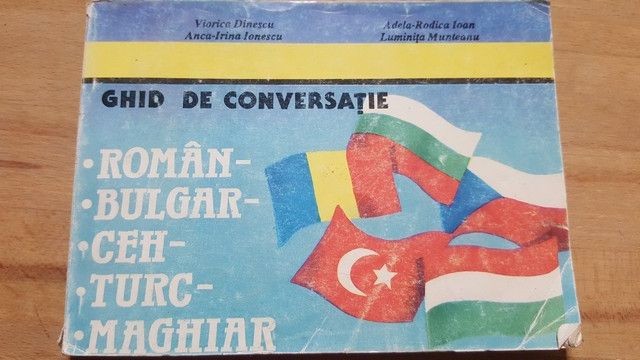 Viorica Dinescu
Anca-Irina Ionescu
Adela-Rodica Ioan
Luminița Munteanu
GHID DE CONVERSAȚIE
•ROMÂN-
•BULGAR-
•CEH-
•TURC-
•MAGHIAR